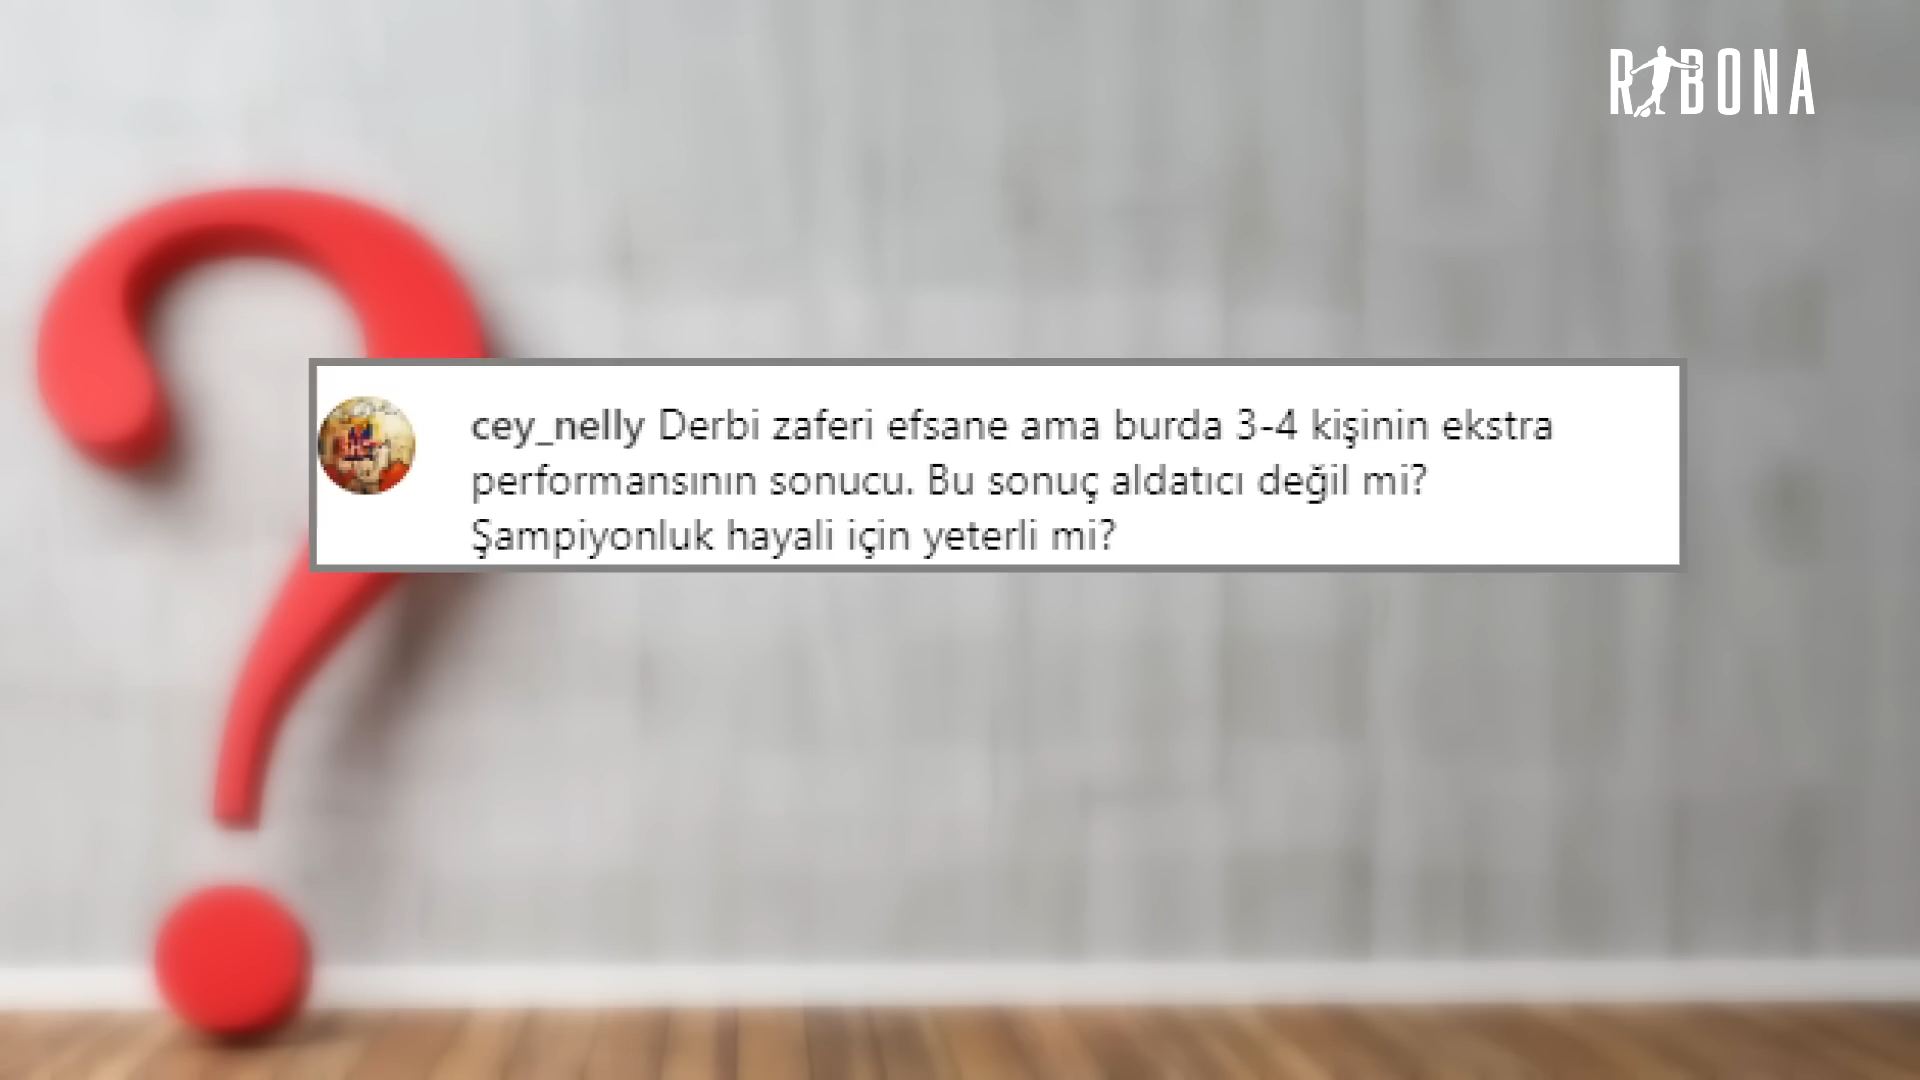 RABONA
cey_nelly Derbi zaferi efsane ama burda 3-4 kişinin ekstra
performansının sonucu. Bu sonuç aldatıcı değil mi?
Şampiyonluk hayali için yeterli mi?